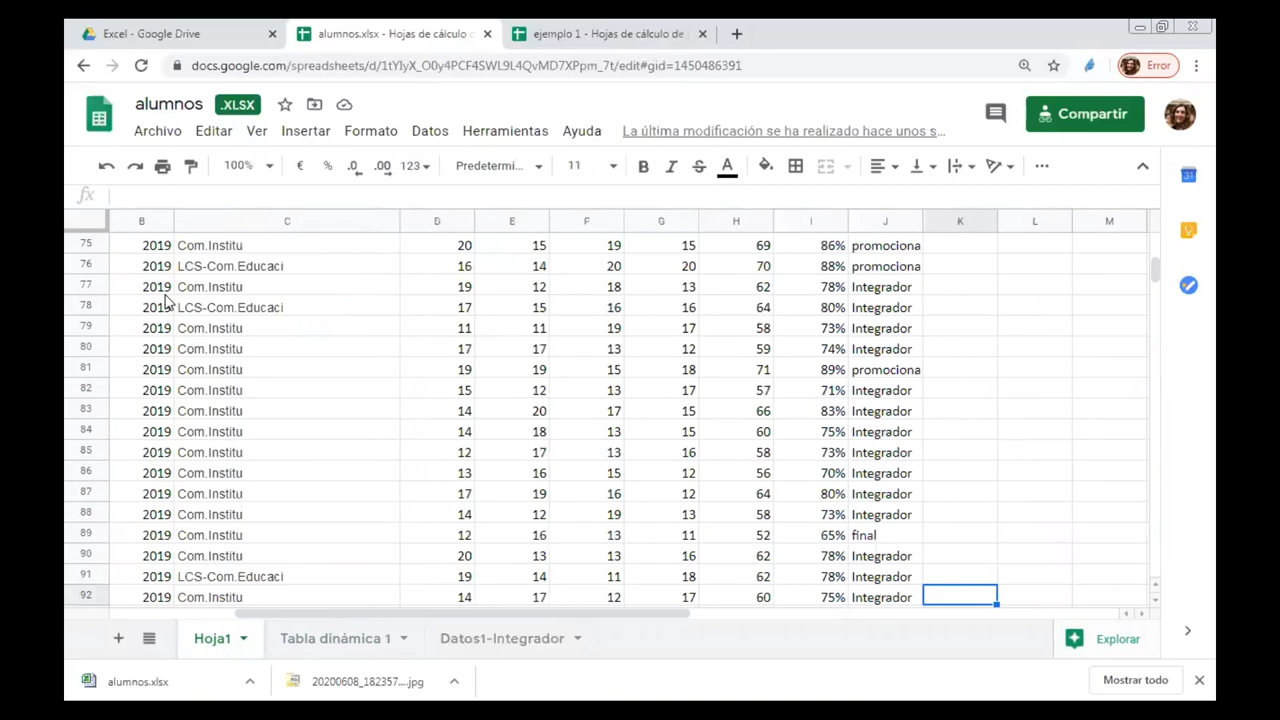 Excel - Google Drive
alumnos.xlsx - Hojas de cálculo
ejemplo 1 - Hojas de cálculo de
docs.google.com/spreadsheets/d/1tYlyX_O0y4PCF4SWL9L4QvMD7XPpm_7t/edit#gid=1450486391
Error
alumnos .XLSX
Compartir
Archivo Editar Ver Insertar Formato Datos Herramientas Ayuda La última modificación se ha realizado hace unos s...
100% € % .0 .00 123 Predetermi... 11 B I S A
fx
B C D E F G H I J K L M
75 2019 Com.Institu 20 15 19 15 69 86% promociona
76 2019 LCS-Com.Educaci 16 14 20 20 70 88% promociona
77 2019 Com.Institu 19 12 18 13 62 78% Integrador
78 2019 LCS-Com.Educaci 17 15 16 16 64 80% Integrador
79 2019 Com.Institu 11 11 19 17 58 73% Integrador
80 2019 Com.Institu 17 17 13 12 59 74% Integrador
81 2019 Com.Institu 19 19 15 18 71 89% promociona
82 2019 Com.Institu 15 12 13 17 57 71% Integrador
83 2019 Com.Institu 14 20 17 15 66 83% Integrador
84 2019 Com.Institu 14 18 13 15 60 75% Integrador
85 2019 Com.Institu 12 17 13 16 58 73% Integrador
86 2019 Com.Institu 13 16 15 12 56 70% Integrador
87 2019 Com.Institu 17 19 16 12 64 80% Integrador
88 2019 Com.Institu 14 12 19 13 58 73% Integrador
89 2019 Com.Institu 12 16 13 11 52 65% final
90 2019 Com.Institu 20 13 13 16 62 78% Integrador
91 2019 LCS-Com.Educaci 19 14 11 18 62 78% Integrador
92 2019 Com.Institu 14 17 12 17 60 75% Integrador
Hoja1 Tabla dinámica 1 Datos1-Integrador Explorar
alumnos.xlsx 20200608_182357....jpg Mostrar todo
31